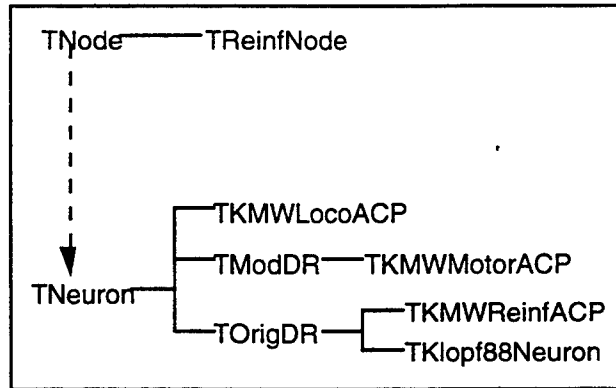 TNode TReinfNode
TKMWLocoACP
TModDR TKMWMotorACP
TNeuron
TKMWReinfACP
TOrigDR
TKlopf88Neuron